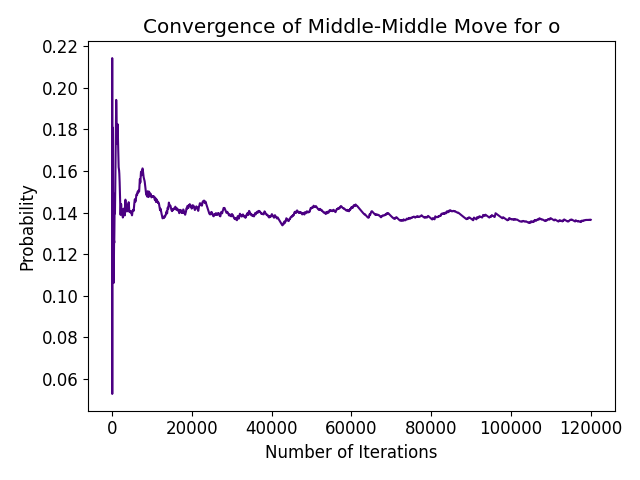 Convergence of Middle-Middle Move for o
0.22
0.20
0.18
0.16
0.14
0.12
0.10
0.08
0.06
Probability
0 20000 40000 60000 80000 100000 120000
Number of Iterations